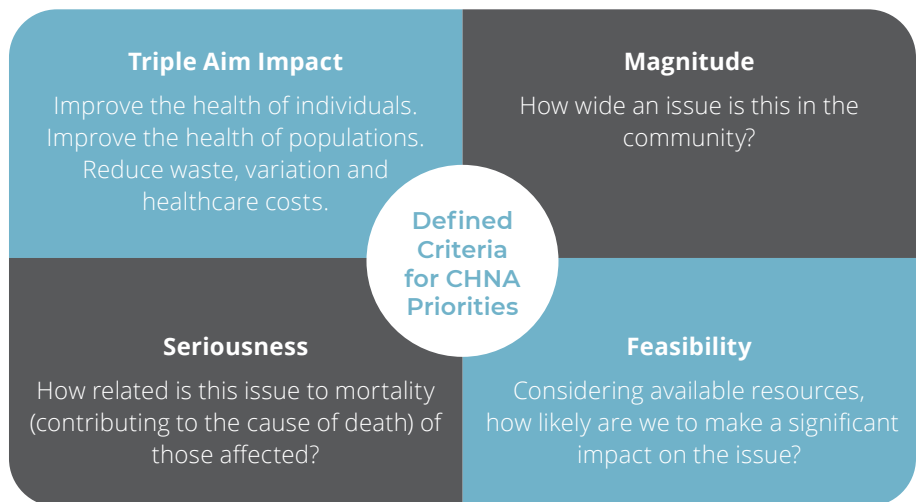 Triple Aim Impact
Improve the health of individuals.
Improve the health of populations.
Reduce waste, variation and
healthcare costs.
Magnitude
How wide an issue is this in the
community?
Defined
Criteria
for CHNA
Priorities
Seriousness
How related is this issue to mortality
(contributing to the cause of death) of
those affected?
Feasibility
Considering available resources,
how likely are we to make a significant
impact on the issue?